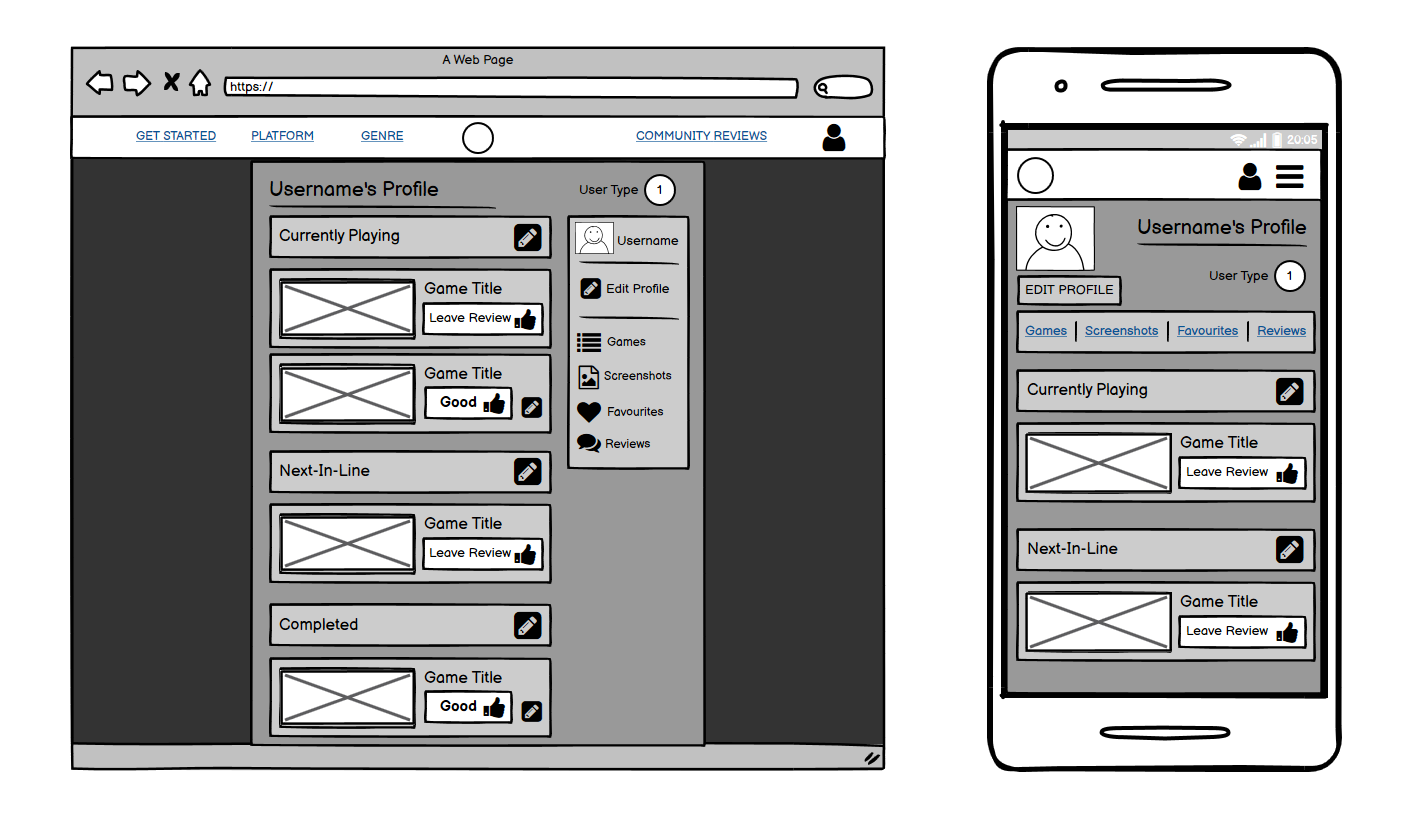 A Web Page
https://
GET STARTED PLATFORM GENRE COMMUNITY REVIEWS
Username's Profile
User Type 1
Currently Playing
Game Title
Leave Review
Game Title
Good
Next-In-Line
Game Title
Leave Review
Completed
Game Title
Good
Username
Edit Profile
Games
Screenshots
Favourites
Reviews
20:05
Username's Profile
User Type 1
EDIT PROFILE
Games Screenshots Favourites Reviews
Currently Playing
Game Title
Leave Review
Next-In-Line
Game Title
Leave Review